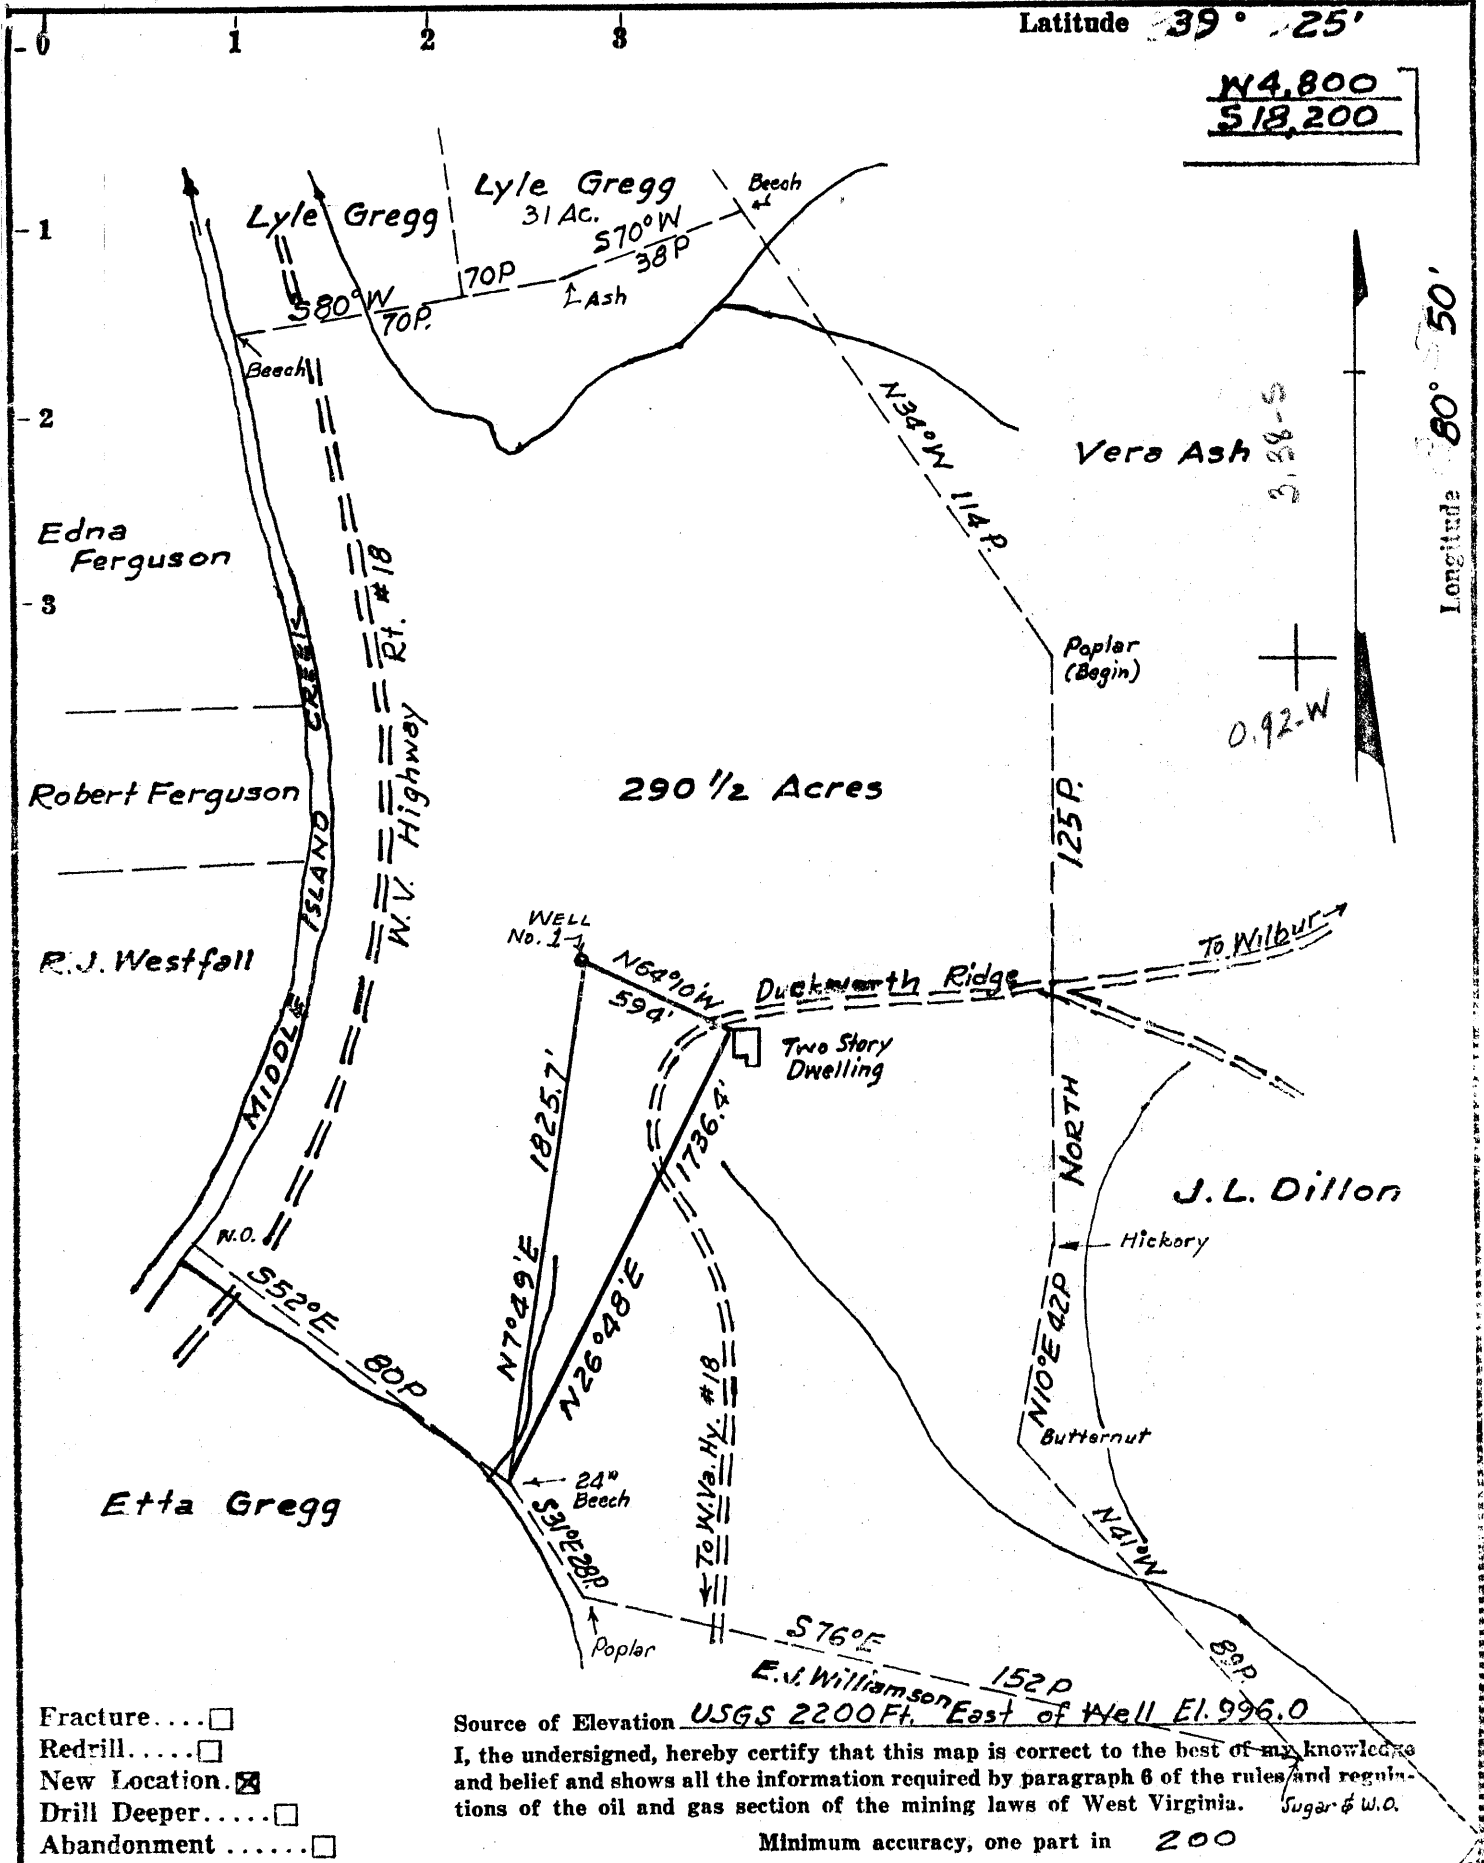 0 1 2 3 Latitude 39° 25'
W 4,800
S 18,200
Lyle Gregg
31 Ac.
Beech
Lyle Gregg
S70°W
38P
- 1
70P
Ash
S80°W
70P.
Beech
Longitude 80° 50'
- 2
N34°W 114P.
Vera Ash
3.88-S
Edna
Ferguson
- 3
W.V. Highway Rt. #18
Poplar
(Begin)
0.92-W
MIDDLE ISLAND CREEK
Robert Ferguson
290 1/2 Acres
125P.
NORTH
R.J. Westfall
WELL
No. 1
N64°10'W
594'
Duckworth Ridge
To Wilbur
Two Story
Dwelling
1825.7'
N7°49'E
1736.4'
N26°48'E
J.L. Dillon
W.O.
Hickory
S52°E
80P
N10°E 42P
Butternut
To W.Va. Hy. #18
24"
Beech
Etta Gregg
S31°E 28P.
N41°W
89P.
Poplar
S76°E
152P
E.J. Williamson
Fracture....
Redrill.....
New Location.
Drill Deeper.....
Abandonment......
Source of Elevation USGS 2200 Ft. East of Well El. 996.0
I, the undersigned, hereby certify that this map is correct to the best of my knowledge
and belief and shows all the information required by paragraph 6 of the rules and regula-
tions of the oil and gas section of the mining laws of West Virginia.
Sugar & W.O.
Minimum accuracy, one part in 200